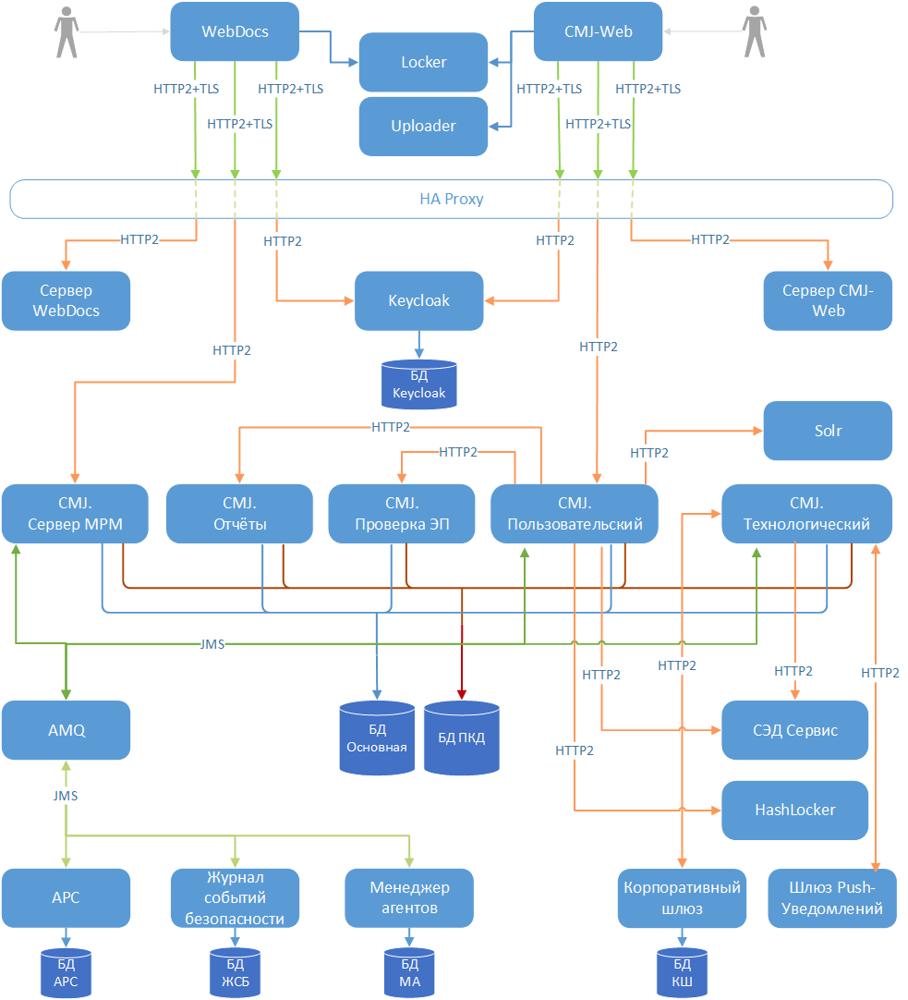 WebDocs
CMJ-Web
Locker
HTTP2+TLS
HTTP2+TLS
HTTP2+TLS
HTTP2+TLS
HTTP2+TLS
HTTP2+TLS
Uploader
HA Proxy
HTTP2
HTTP2
HTTP2
HTTP2
Сервер
WebDocs
Keycloak
Сервер CMJ-
Web
HTTP2
HTTP2
БД
Keycloak
HTTP2
Solr
HTTP2
HTTP2
CMJ.
Сервер МРМ
CMJ.
Отчёты
CMJ.
Проверка ЭП
CMJ.
Пользовательский
CMJ.
Технологический
JMS
HTTP2
HTTP2
HTTP2
HTTP2
AMQ
БД
Основная
БД ПКД
СЭД Сервис
HTTP2
JMS
HashLocker
АРС
Журнал
событий
безопасности
Менеджер
агентов
Корпоративный
шлюз
Шлюз Push-
Уведомлений
БД
АРС
БД
ЖСБ
БД
МА
БД
КШ